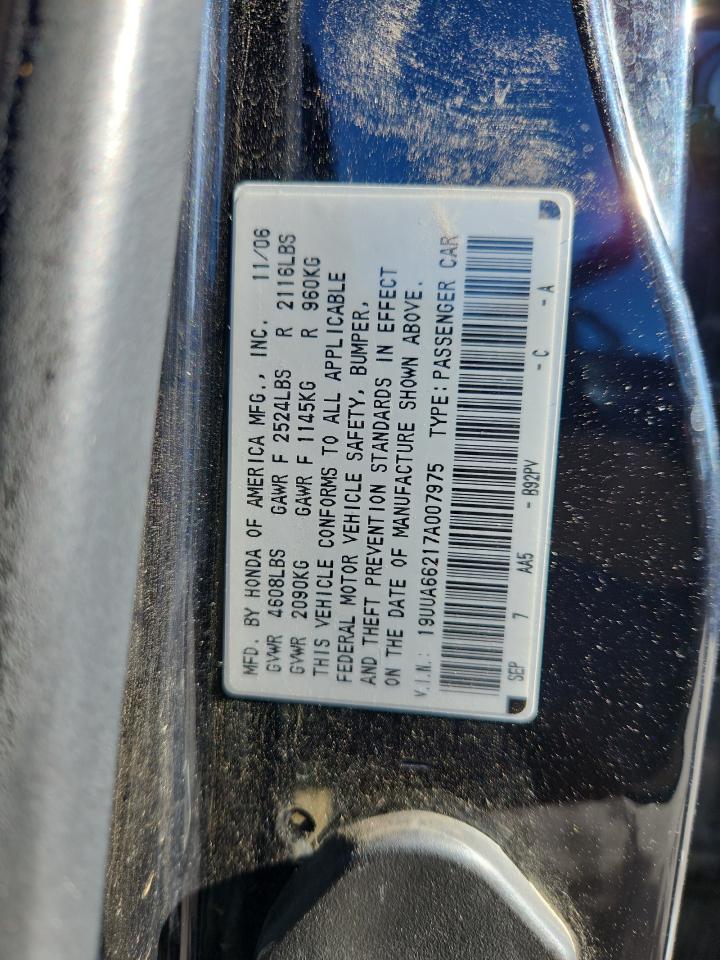 MFD. BY HONDA OF AMERICA MFG., INC. 11/06
GVWR 4608LBS GAWR F 2524LBS R 2116LBS
GVWR 2090KG GAWR F 1145KG R 960KG
THIS VEHICLE CONFORMS TO ALL APPLICABLE
FEDERAL MOTOR VEHICLE SAFETY, BUMPER,
AND THEFT PREVENTION STANDARDS IN EFFECT
ON THE DATE OF MANUFACTURE SHOWN ABOVE.
V.I.N.: 19UUA66217A007975 TYPE: PASSENGER CAR
SEP 7 AA5 - B92PV - C - A